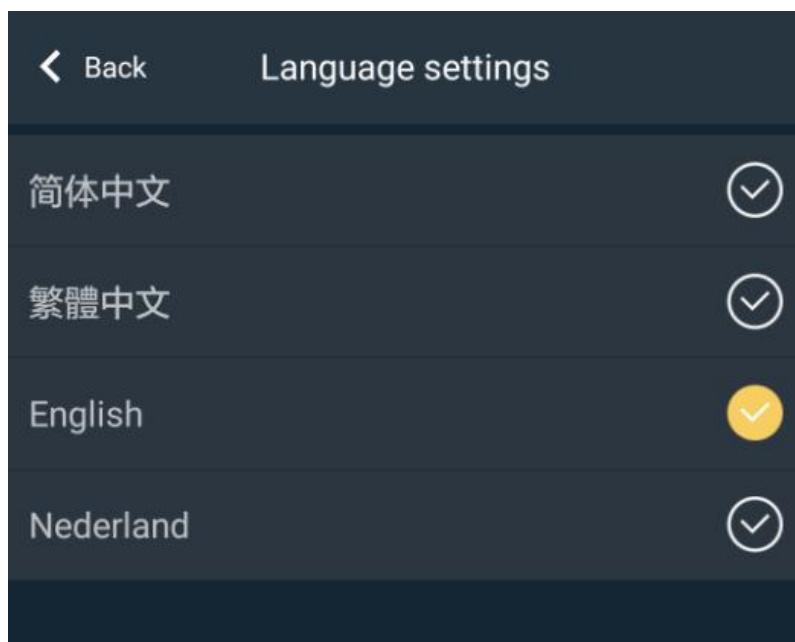 Back Language settings
简体中文
繁體中文
English
Nederland